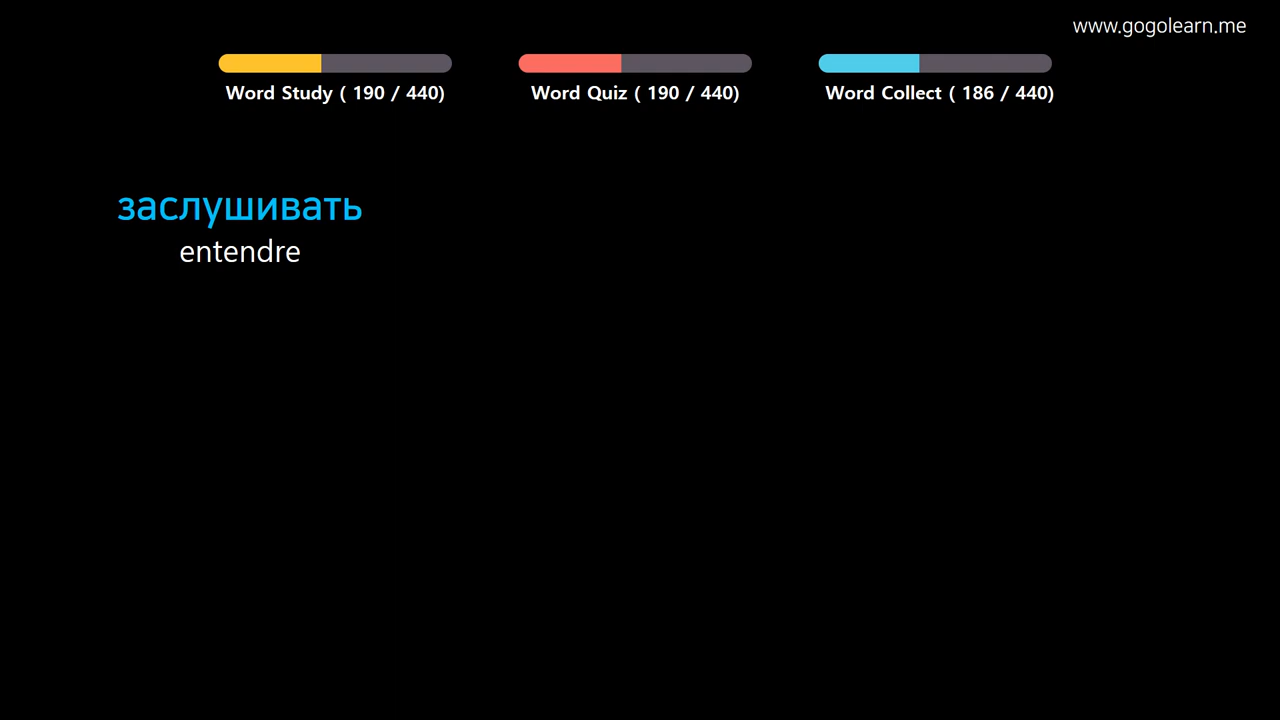 www.gogolearn.me
Word Study ( 190 / 440)
Word Quiz ( 190 / 440)
Word Collect ( 186 / 440)
заслушивать
entendre